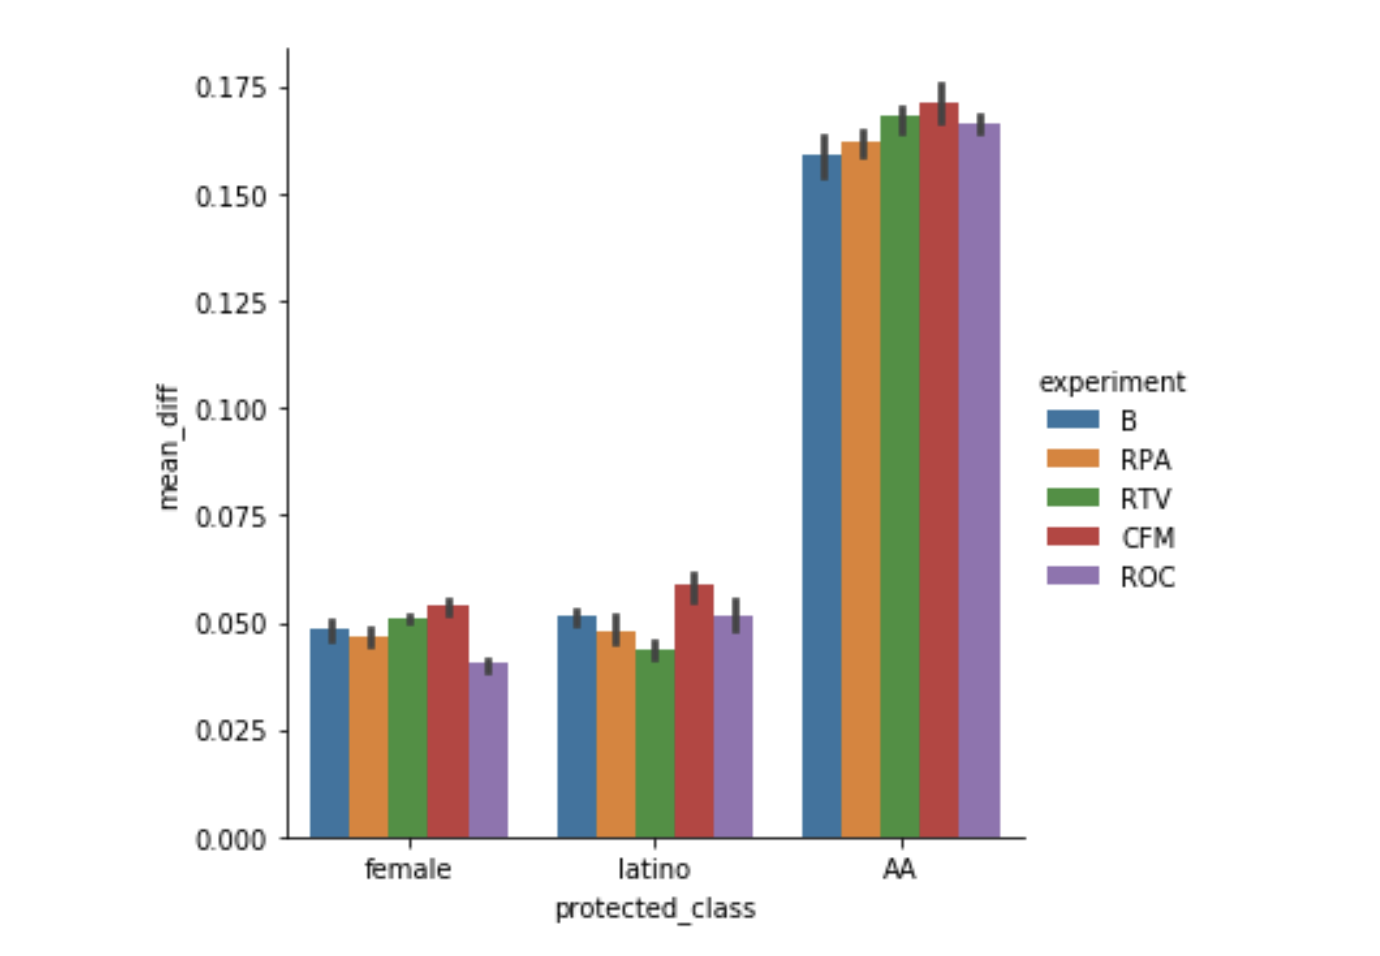 0.175
0.150
0.125
0.100
0.075
0.050
0.025
0.000
mean_diff
female latino AA
protected_class
experiment
B
RPA
RTV
CFM
ROC